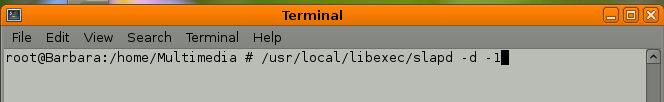 Terminal
File Edit View Search Terminal Help
root@Barbara:/home/Multimedia # /usr/local/libexec/slapd -d -1